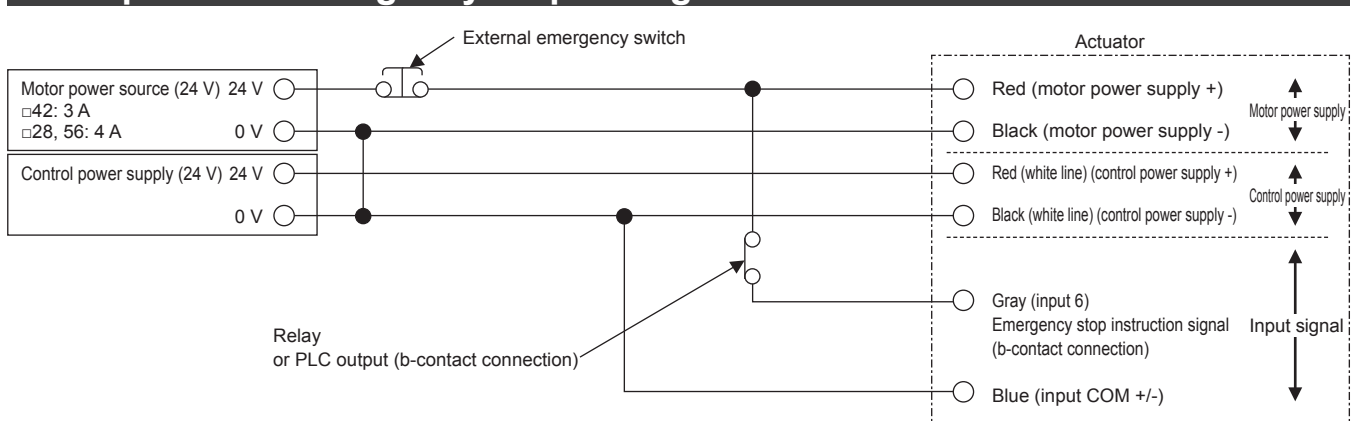 External emergency switch
Actuator
Motor power source (24 V) 24 V
□42: 3 A
□28, 56: 4 A
0 V
Control power supply (24 V) 24 V
0 V
Red (motor power supply +)
Black (motor power supply -)
Motor power supply
Red (white line) (control power supply +)
Black (white line) (control power supply -)
Control power supply
Gray (input 6)
Emergency stop instruction signal
(b-contact connection)
Input signal
Blue (input COM +/-)
Relay
or PLC output (b-contact connection)